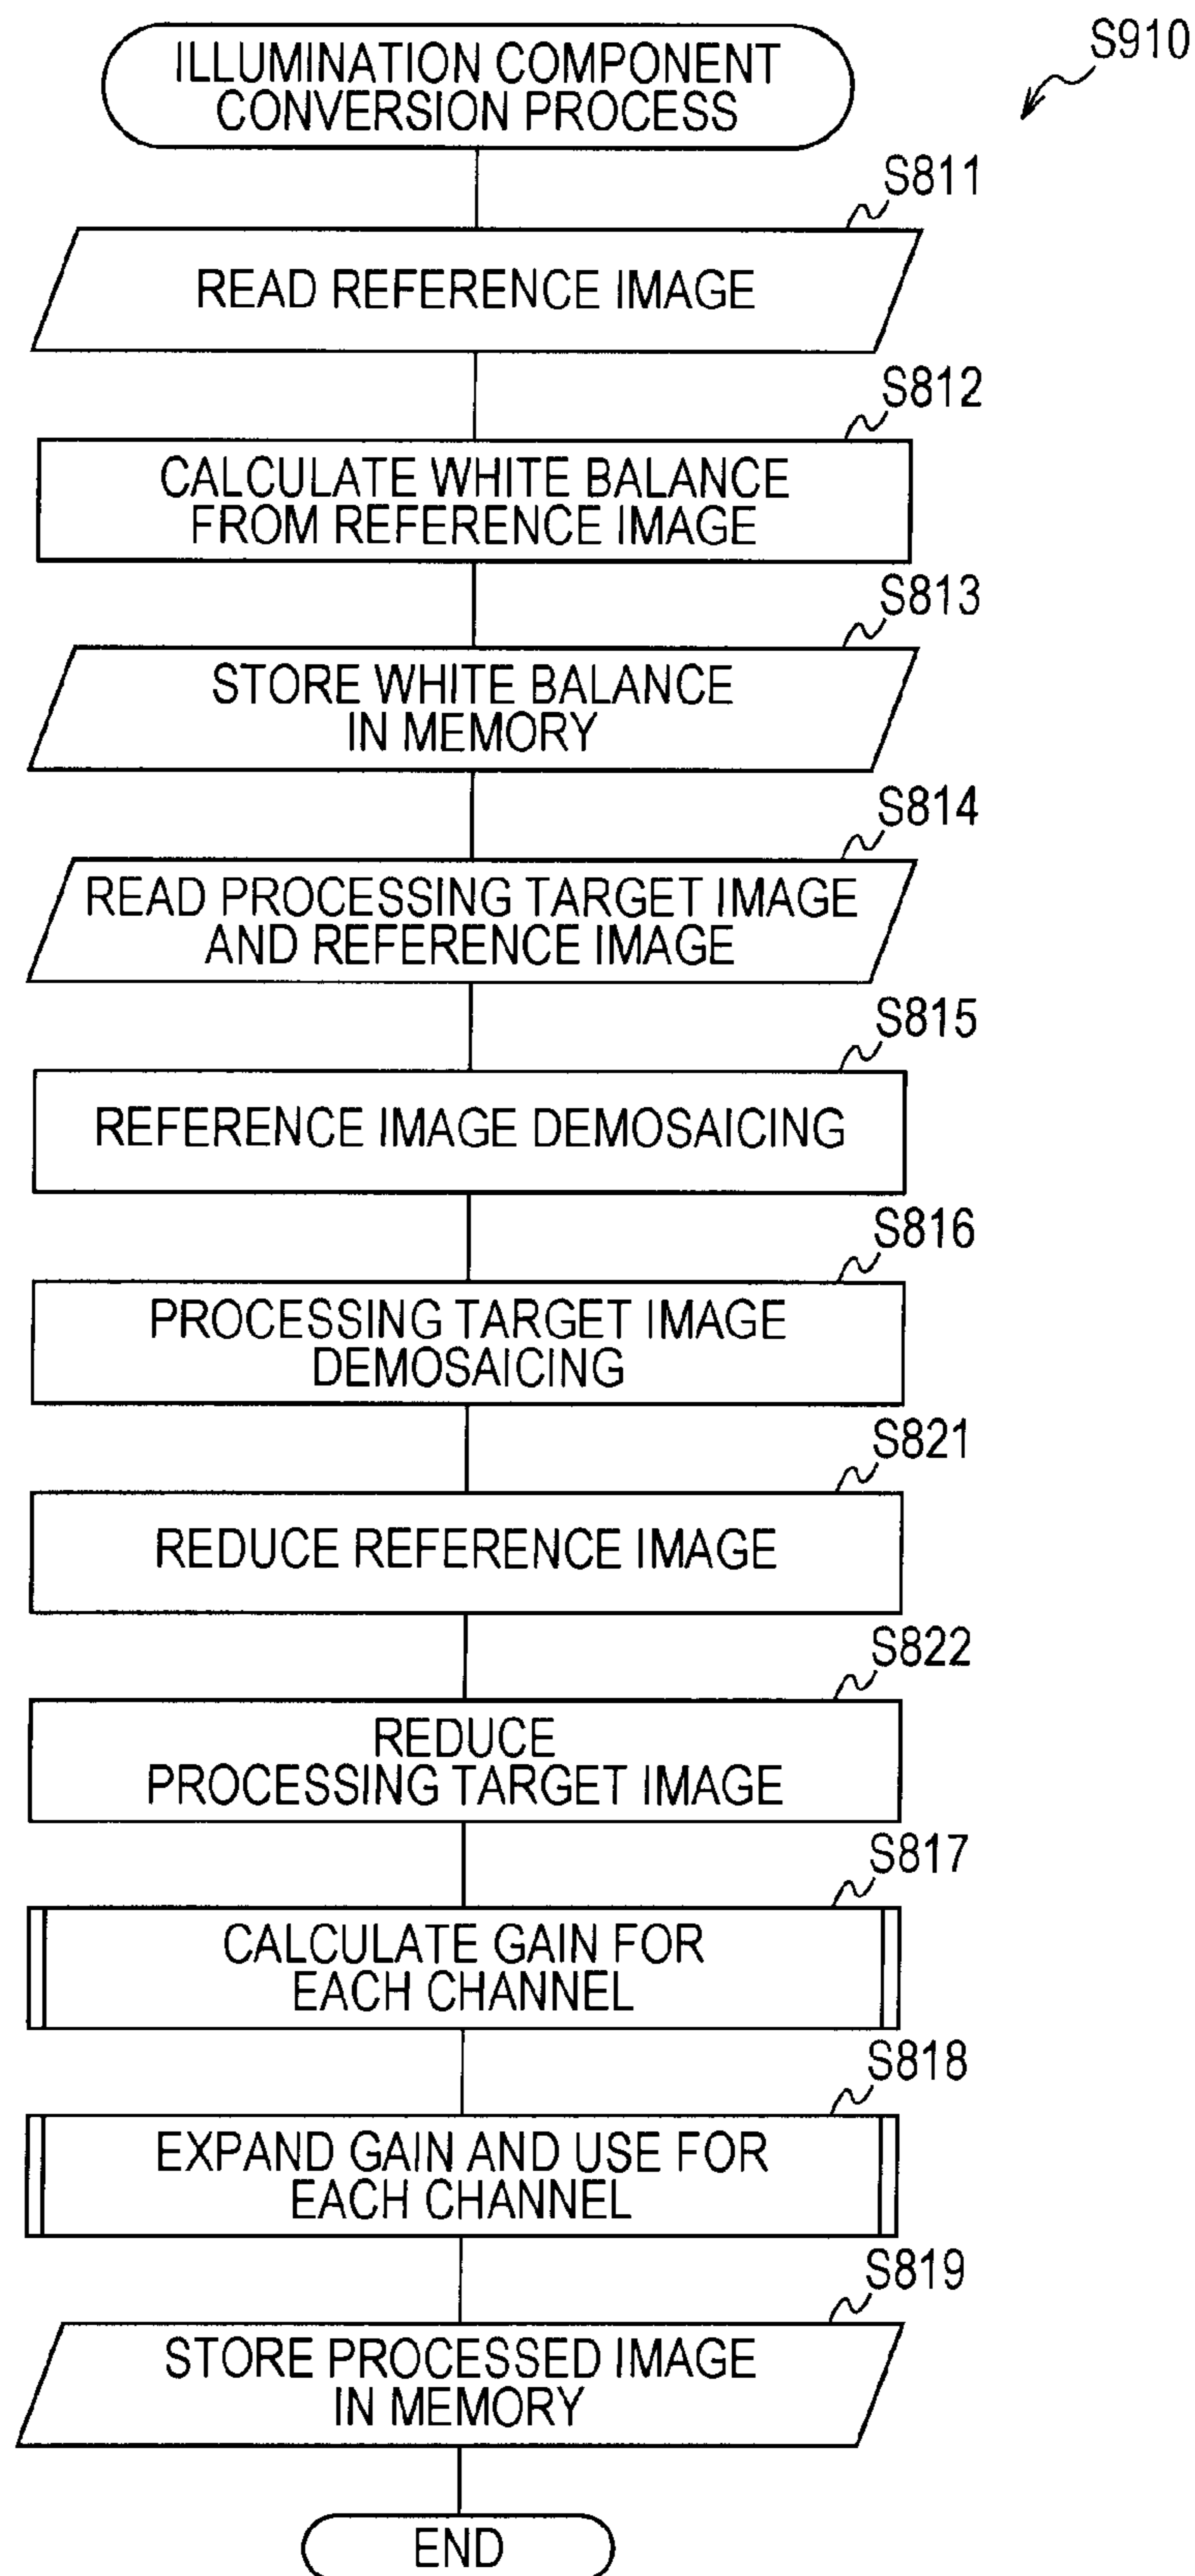 S910
ILLUMINATION COMPONENT
CONVERSION PROCESS
S811
READ REFERENCE IMAGE
S812
CALCULATE WHITE BALANCE
FROM REFERENCE IMAGE
S813
STORE WHITE BALANCE
IN MEMORY
S814
READ PROCESSING TARGET IMAGE
AND REFERENCE IMAGE
S815
REFERENCE IMAGE DEMOSAICING
S816
PROCESSING TARGET IMAGE
DEMOSAICING
S821
REDUCE REFERENCE IMAGE
S822
REDUCE
PROCESSING TARGET IMAGE
S817
CALCULATE GAIN FOR
EACH CHANNEL
S818
EXPAND GAIN AND USE FOR
EACH CHANNEL
S819
STORE PROCESSED IMAGE
IN MEMORY
END